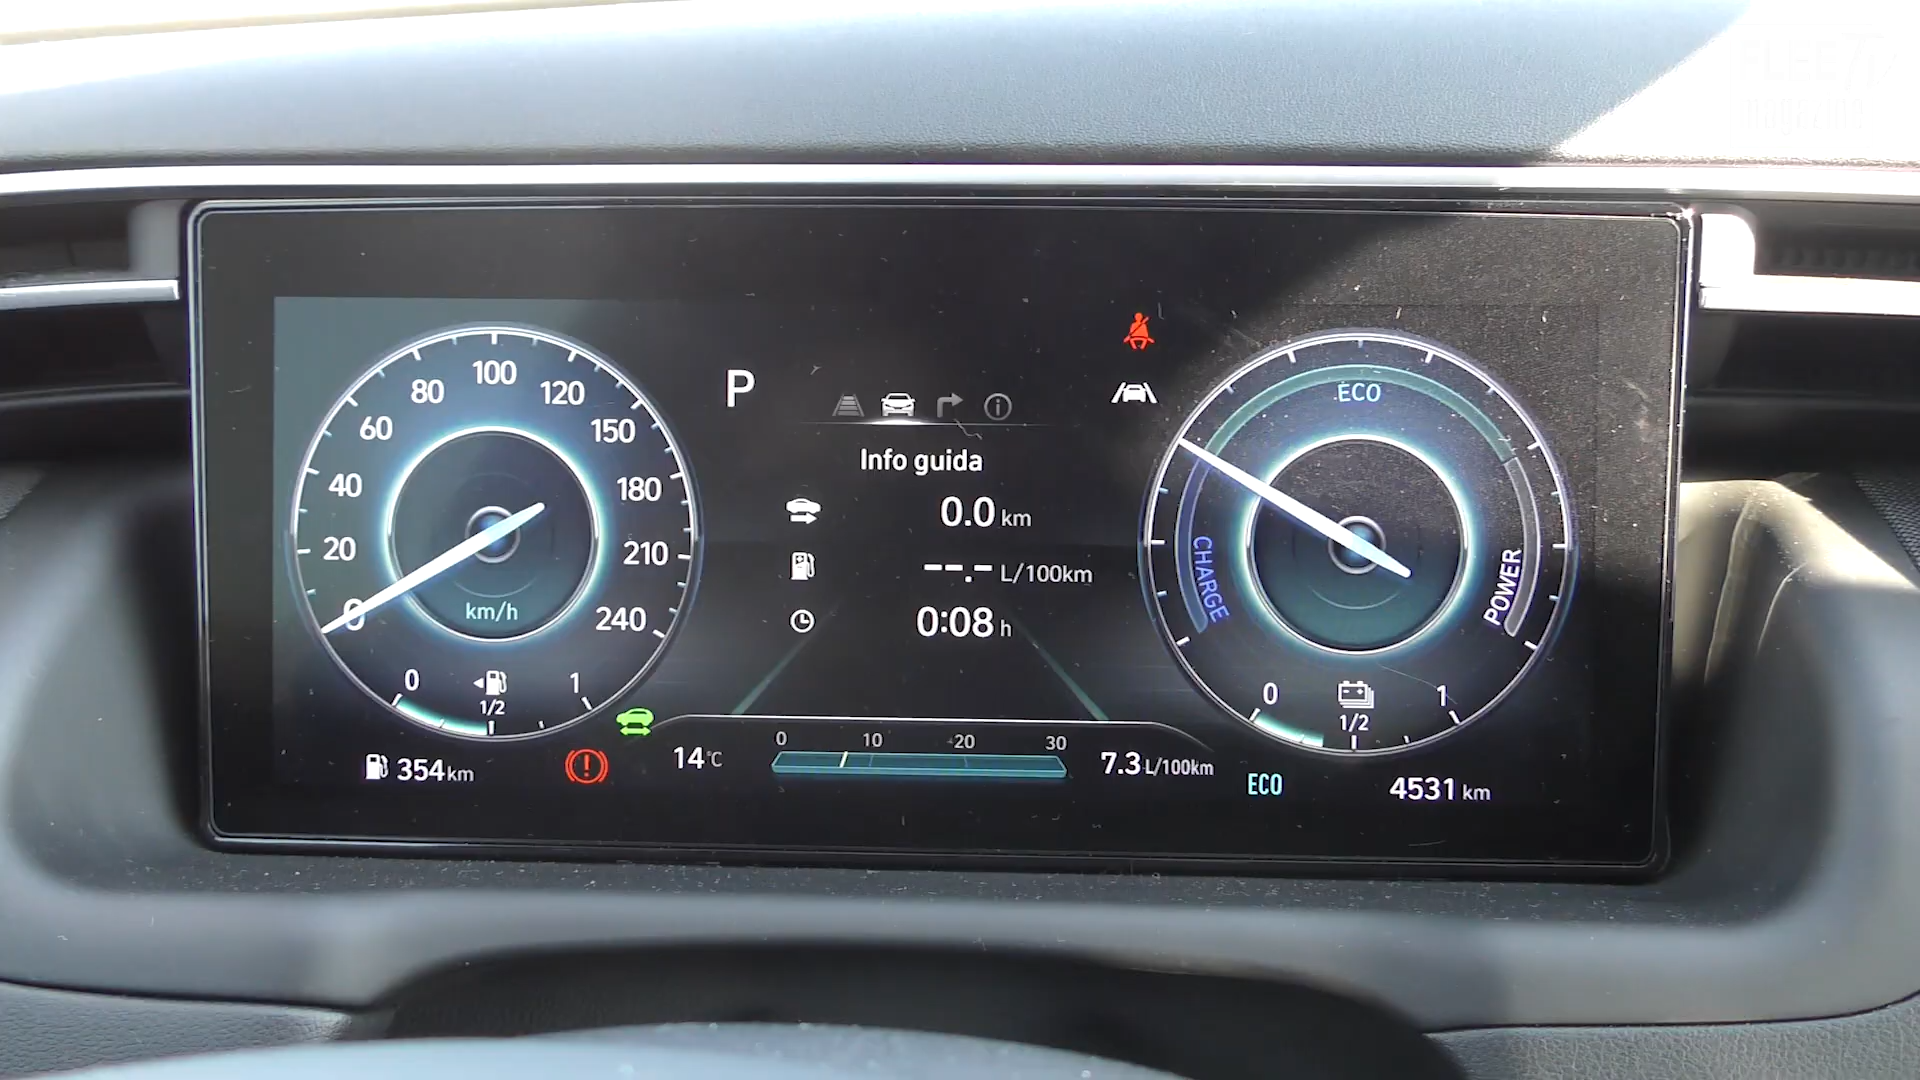 FLEET
magazine
100
80
120
60
150
40
180
20
210
0
240
km/h
0
1/2
1
354 km
P
Info guida
0.0 km
--.- L/100km
0:08 h
14°C
0 10 20 30
7.3 L/100km
ECO
CHARGE
POWER
0
1/2
1
ECO
4531 km